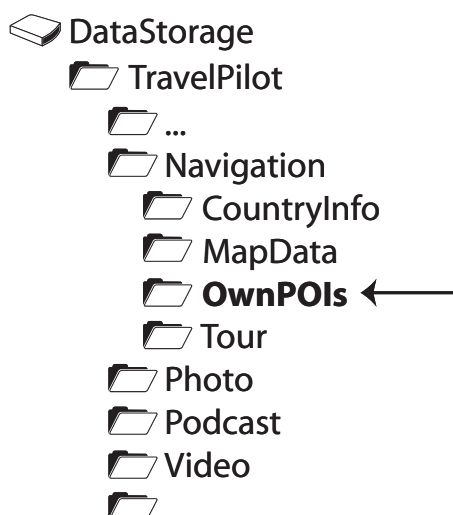 DataStorage
TravelPilot
...
Navigation
CountryInfo
MapData
OwnPOIs
Tour
Photo
Podcast
Video